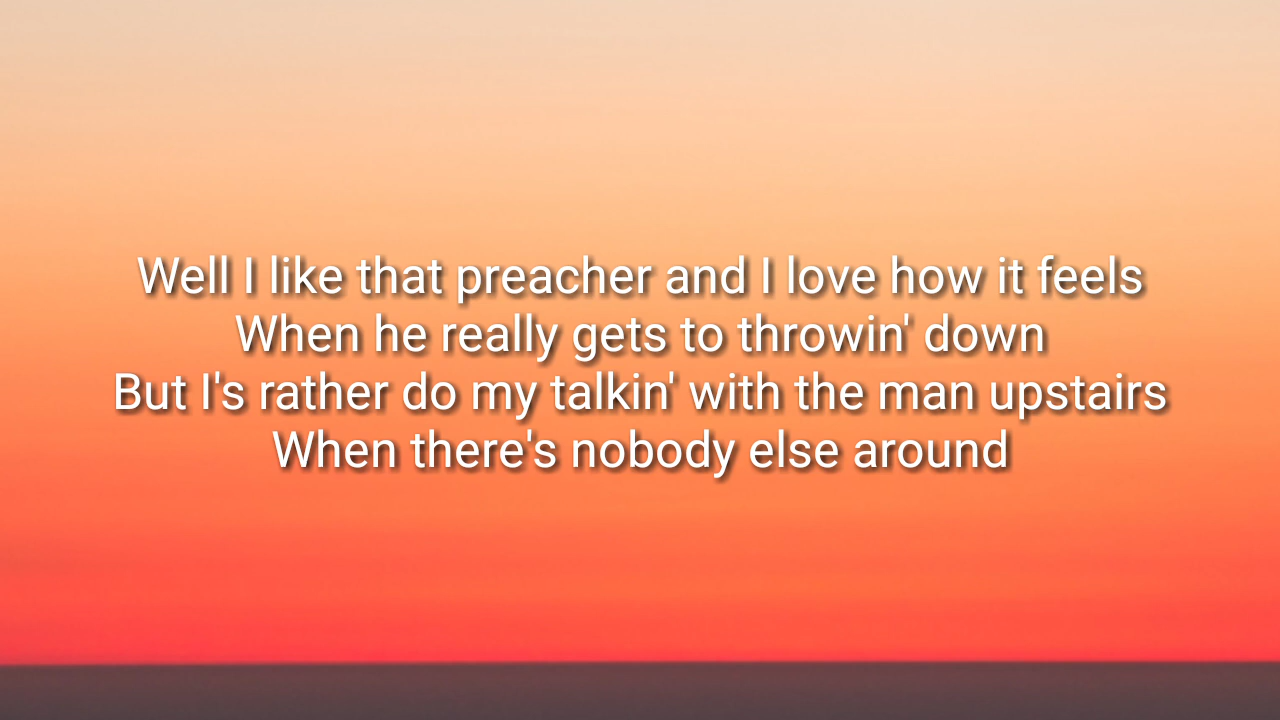 Well I like that preacher and I love how it feels
When he really gets to throwin' down
But I's rather do my talkin' with the man upstairs
When there's nobody else around